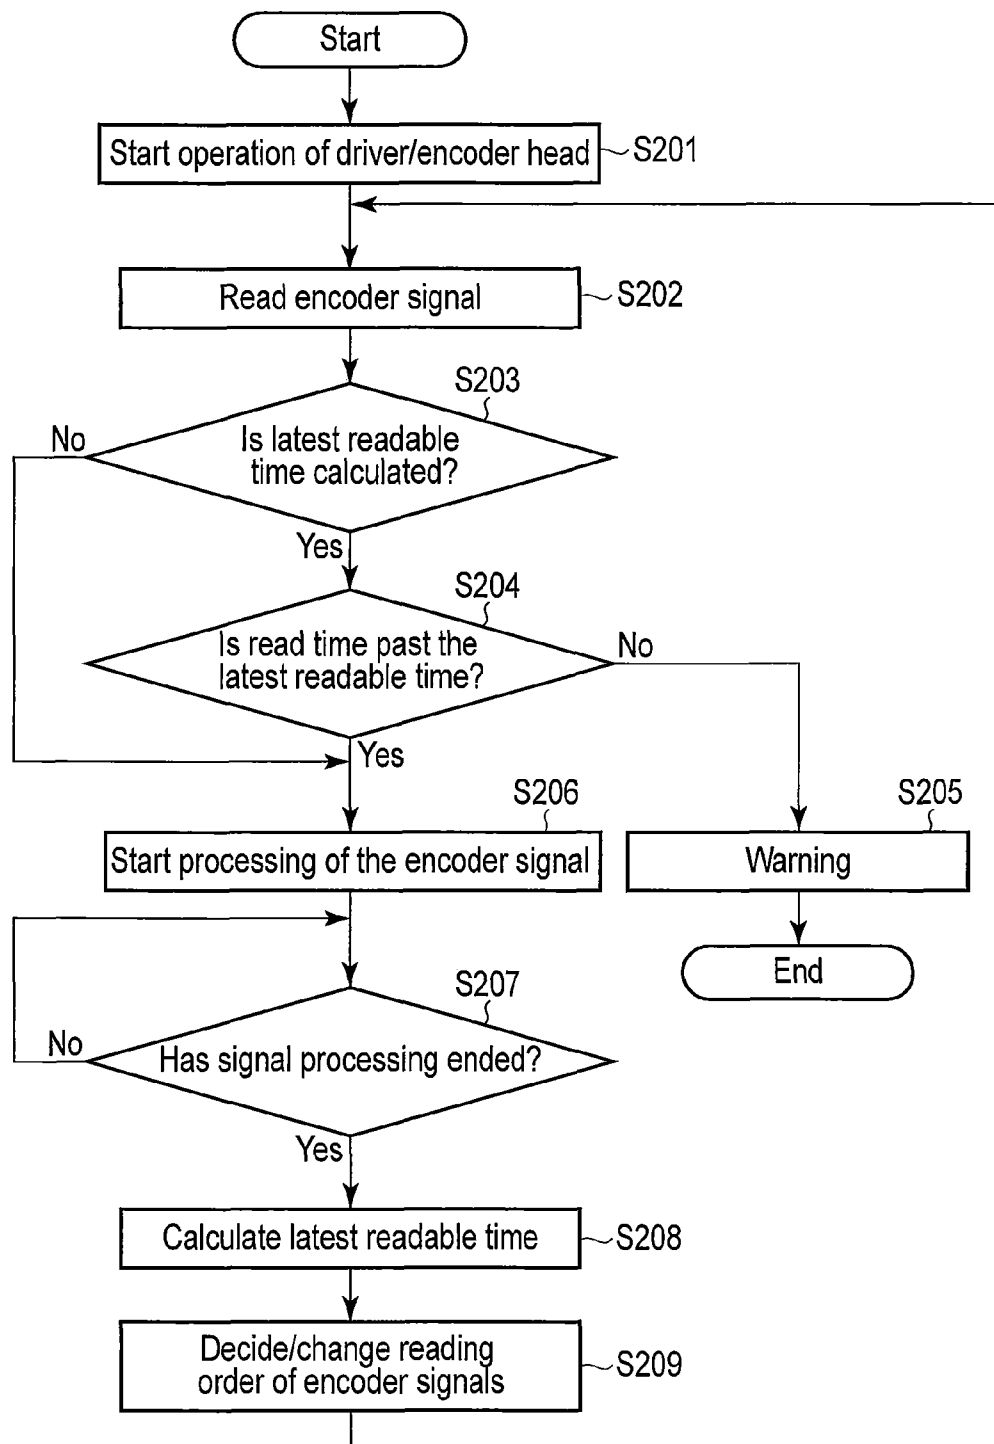 Start
Start operation of driver/encoder head
S201
Read encoder signal
S202
S203
No
Is latest readable
time calculated?
Yes
S204
Is read time past the
latest readable time?
No
Yes
S206
S205
Start processing of the encoder signal
Warning
End
S207
No
Has signal processing ended?
Yes
Calculate latest readable time
S208
Decide/change reading
order of encoder signals
S209